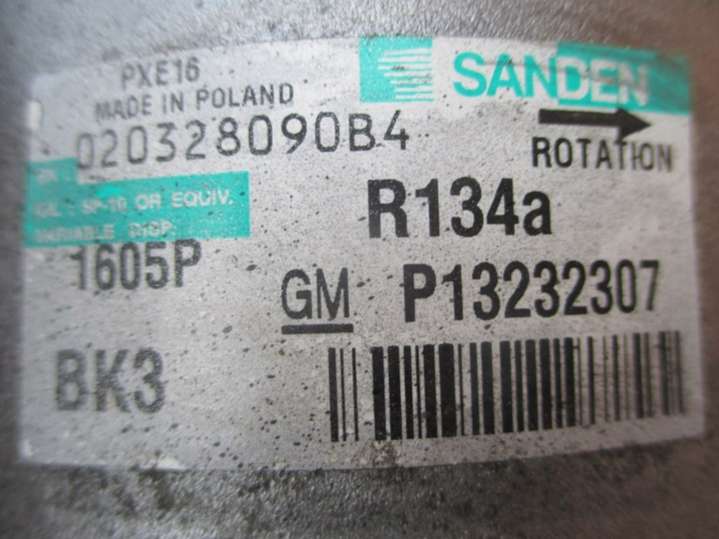 PXE16
SANDEN
MADE IN POLAND
020328090B4
ROTATION
OIL : SP-10 OR EQUIV.
VARIABLE DISP.
R134a
1605P
GM P13232307
BK3